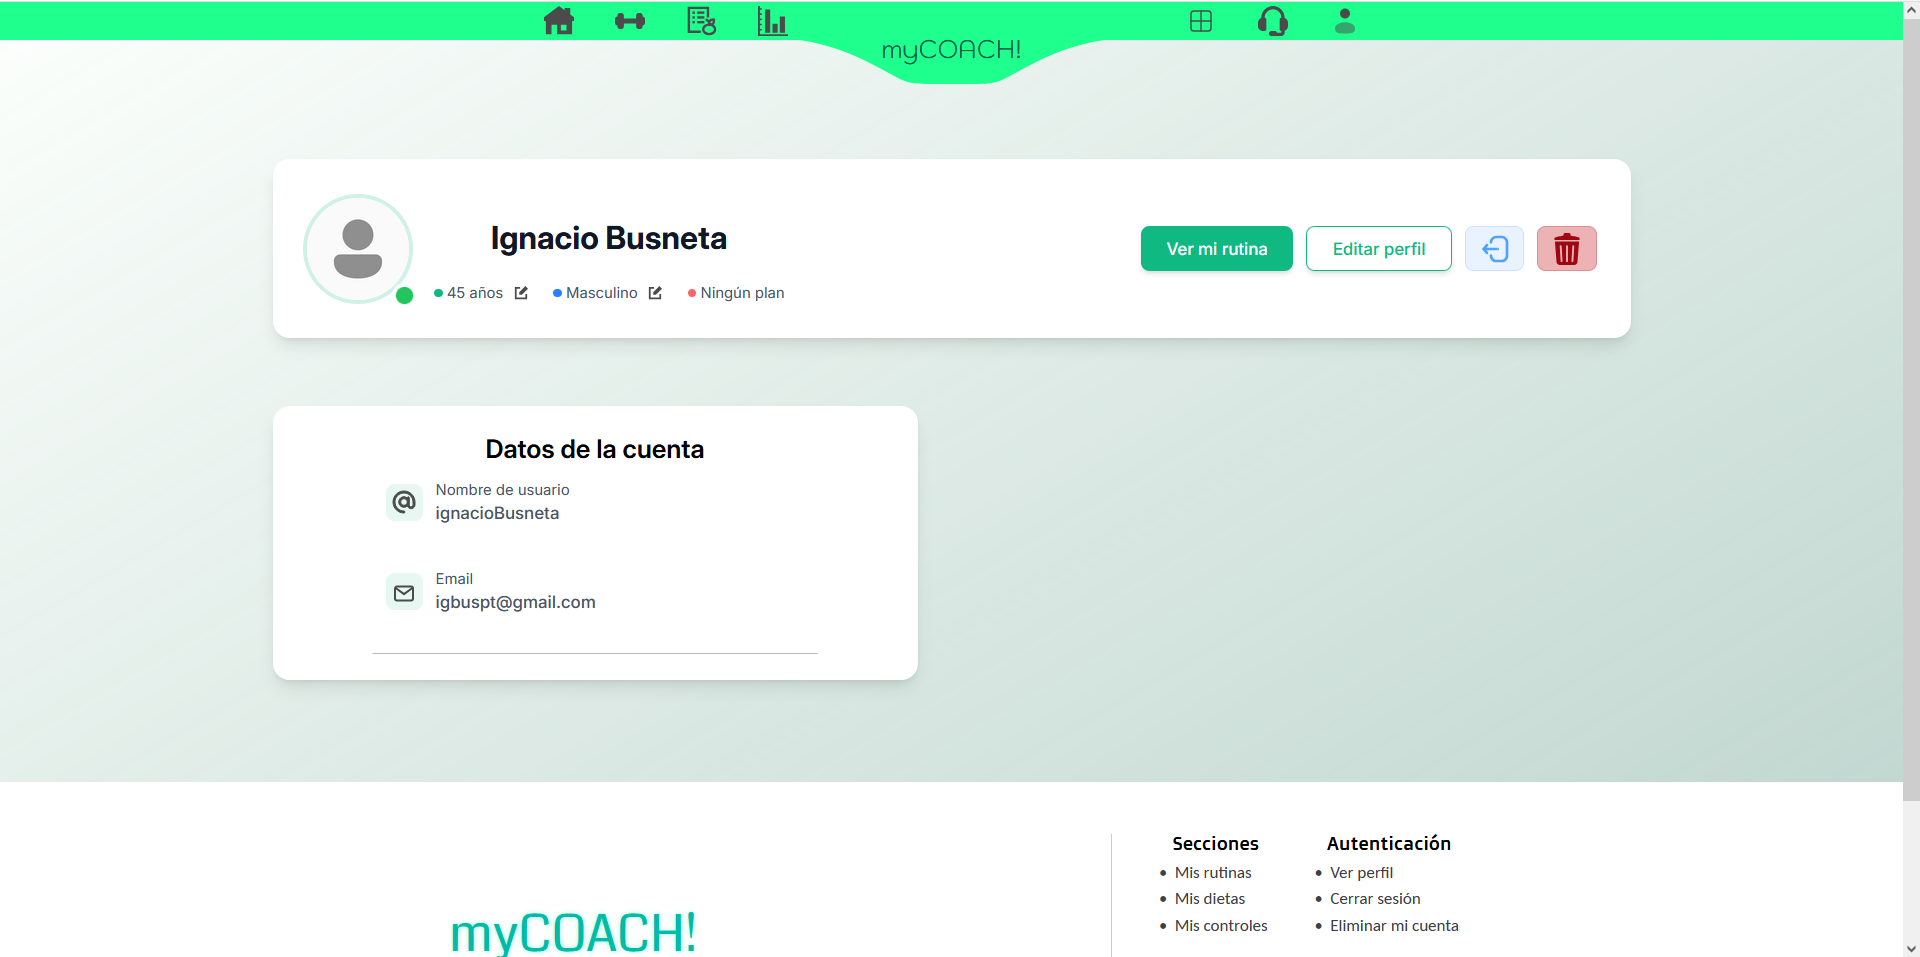 myCOACH!
Ignacio Busneta
Ver mi rutina
Editar perfil
45 años
Masculino
Ningún plan
Datos de la cuenta
Nombre de usuario
ignacioBusneta
Email
igbuspt@gmail.com
myCOACH!
Secciones
• Mis rutinas
• Mis dietas
• Mis controles
Autenticación
• Ver perfil
• Cerrar sesión
• Eliminar mi cuenta